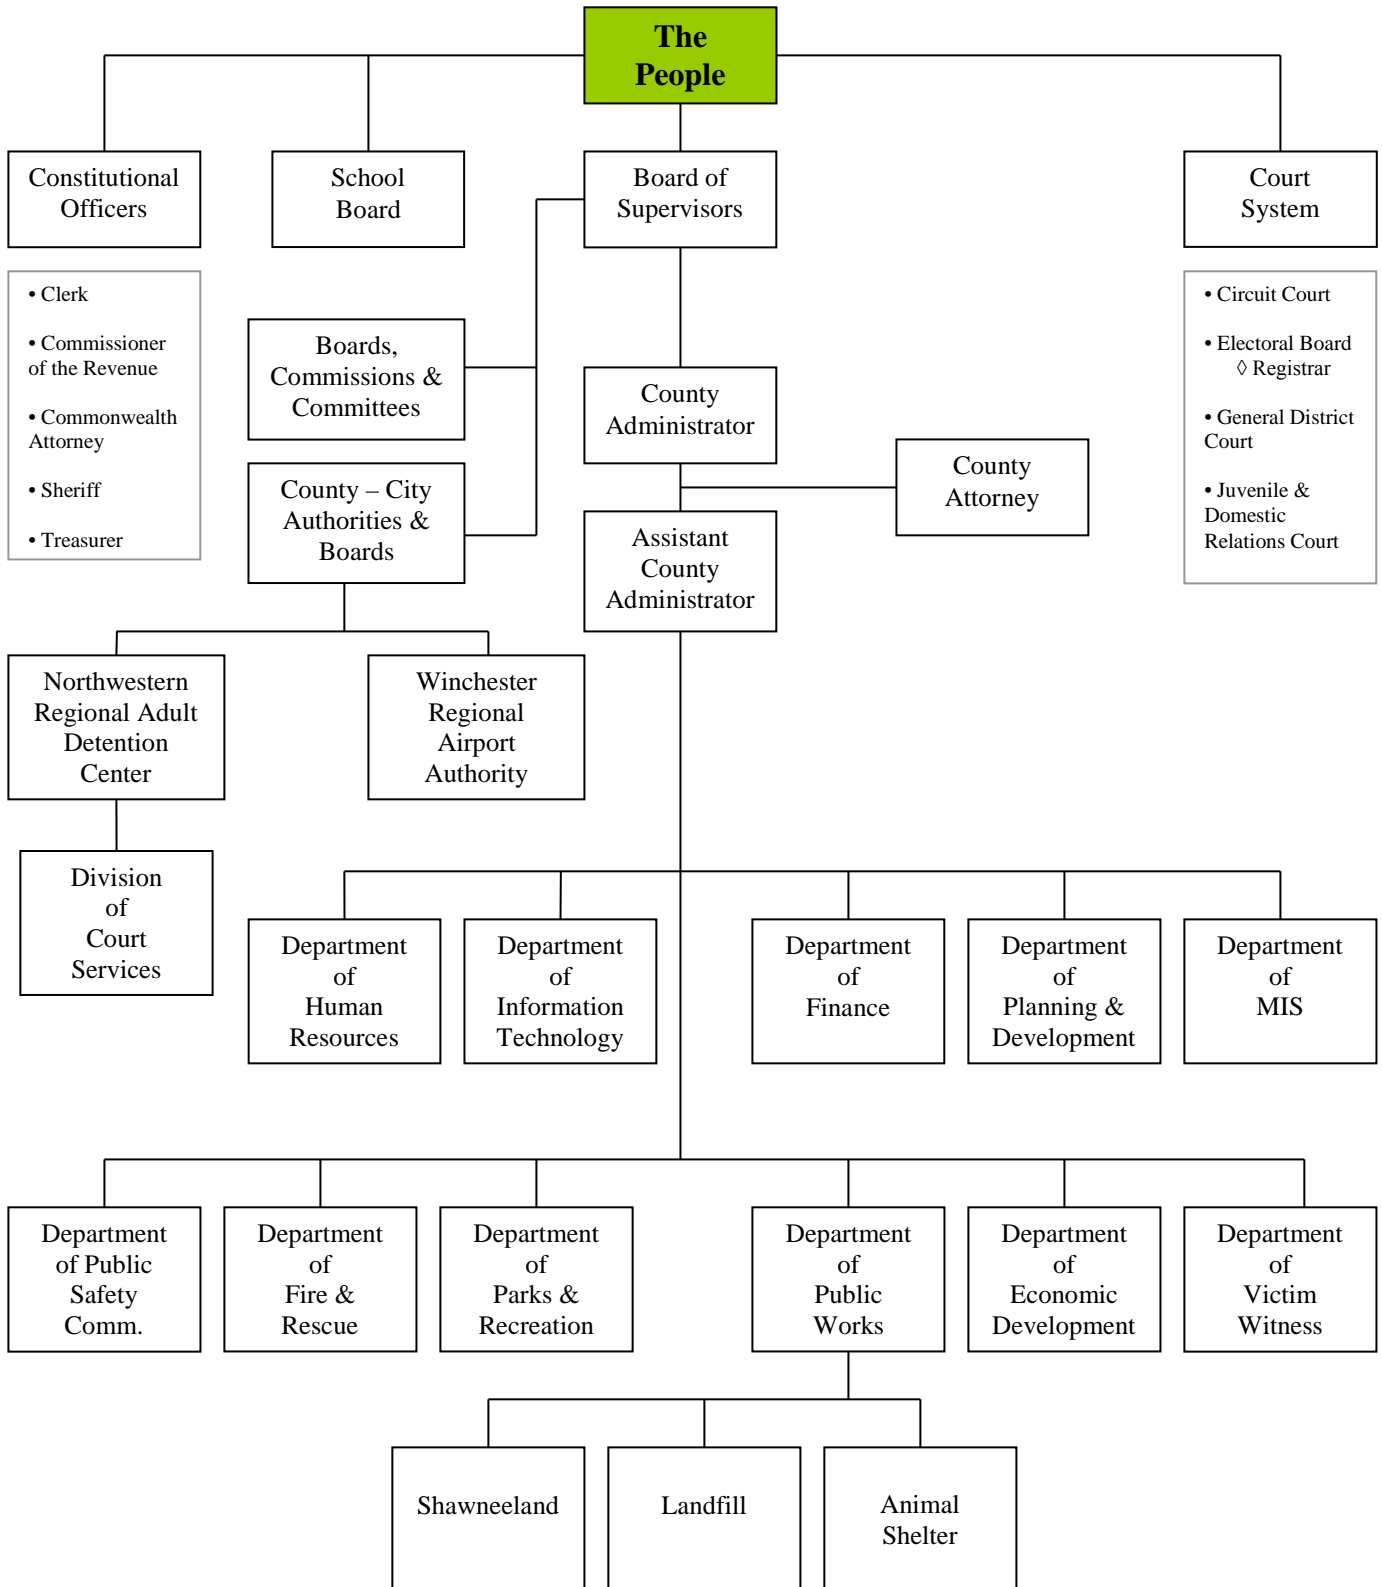 The
People
Constitutional
Officers
School
Board
Board of
Supervisors
Court
System
• Clerk
• Commissioner
of the Revenue
• Commonwealth
Attorney
• Sheriff
• Treasurer
Boards,
Commissions &
Committees
County
Administrator
• Circuit Court
• Electoral Board
◊ Registrar
• General District
Court
• Juvenile &
Domestic
Relations Court
County – City
Authorities &
Boards
County
Attorney
Assistant
County
Administrator
Northwestern
Regional Adult
Detention
Center
Winchester
Regional
Airport
Authority
Division
of
Court
Services
Department
of
Human
Resources
Department
of
Information
Technology
Department
of
Finance
Department
of
Planning &
Development
Department
of
MIS
Department
of Public
Safety
Comm.
Department
of
Fire &
Rescue
Department
of
Parks &
Recreation
Department
of
Public
Works
Department
of
Economic
Development
Department
of
Victim
Witness
Shawneeland
Landfill
Animal
Shelter